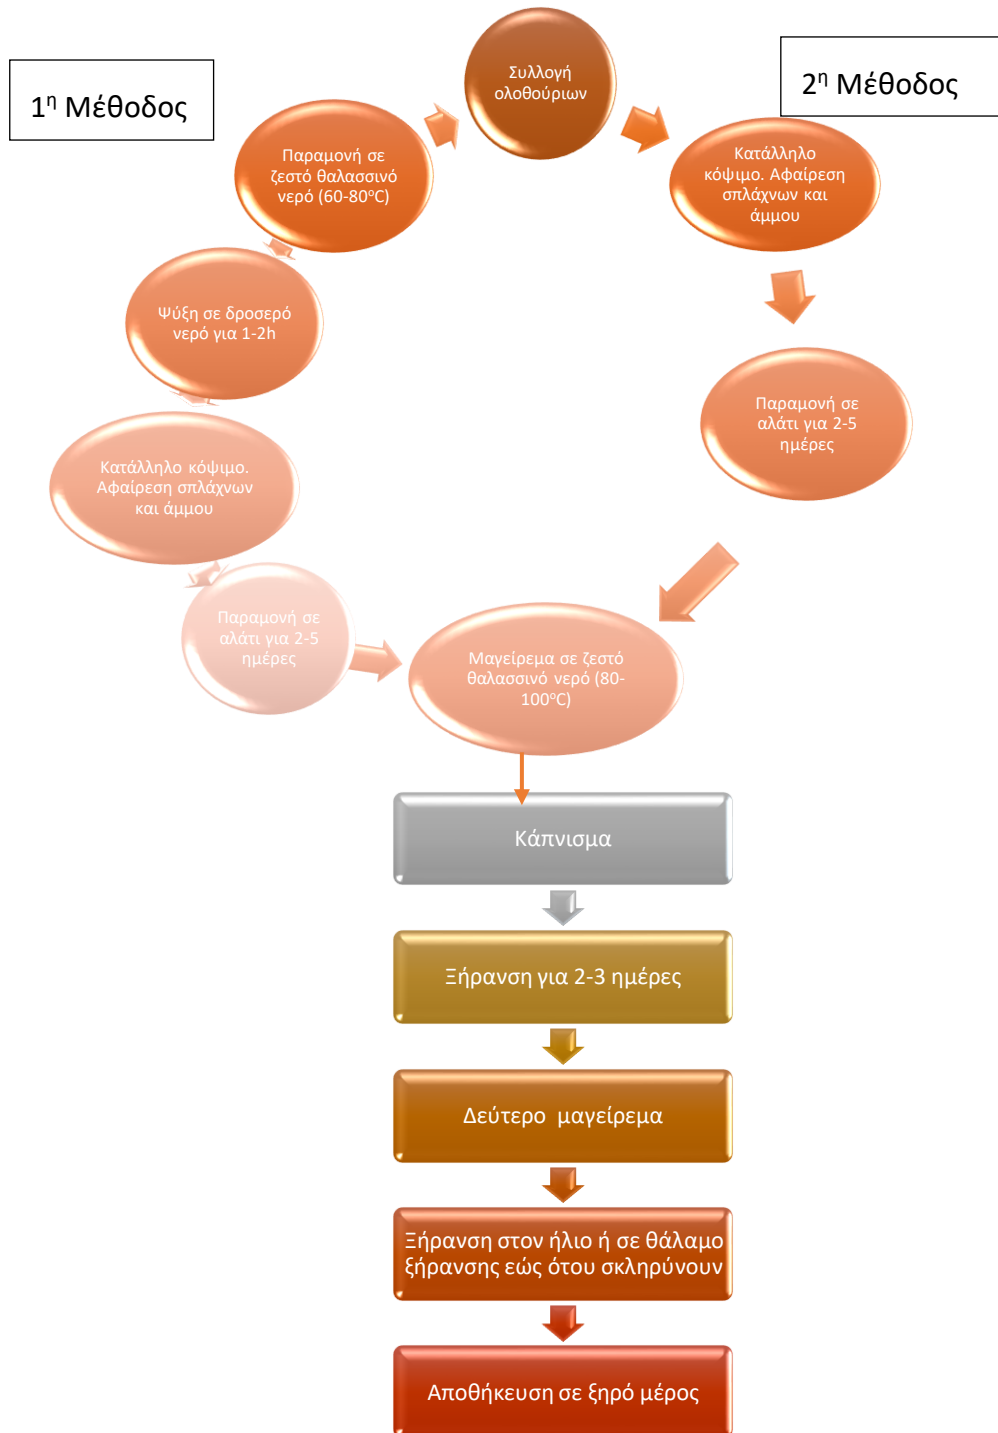 1η Μέθοδος
2η Μέθοδος
Συλλογή
ολοθούριων
Παραμονή σε
ζεστό θαλασσινό
νερό (60-80οC)
Ψύξη σε δροσερό
νερό για 1-2h
Κατάλληλο κόψιμο.
Αφαίρεση σπλάχνων
και άμμου
Παραμονή σε
αλάτι για 2-5
ημέρες
Κατάλληλο
κόψιμο. Αφαίρεση
σπλάχνων και
άμμου
Παραμονή σε
αλάτι για 2-5
ημέρες
Μαγείρεμα σε ζεστό
θαλασσινό νερό (80-
100οC)
Κάπνισμα
Ξήρανση για 2-3 ημέρες
Δεύτερο μαγείρεμα
Ξήρανση στον ήλιο ή σε θάλαμο
ξήρανσης εώς ότου σκληρύνουν
Αποθήκευση σε ξηρό μέρος